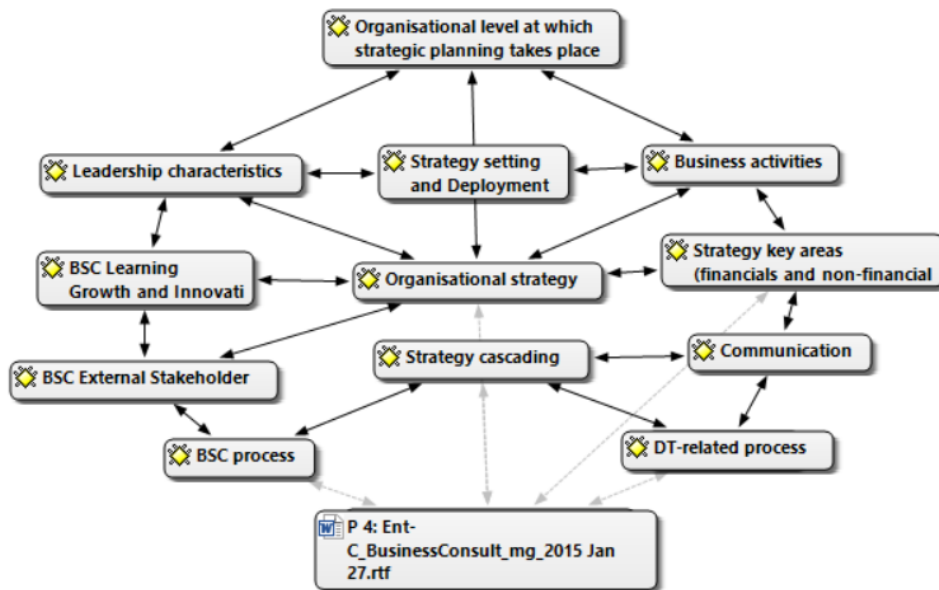 Organisational level at which
strategic planning takes place
Leadership characteristics
Strategy setting
and Deployment
Business activities
BSC Learning
Growth and Innovati
Organisational strategy
Strategy key areas
(financials and non-financial
BSC External Stakeholder
Strategy cascading
Communication
BSC process
DT-related process
P 4: Ent-
C_BusinessConsult_mg_2015 Jan
27.rtf